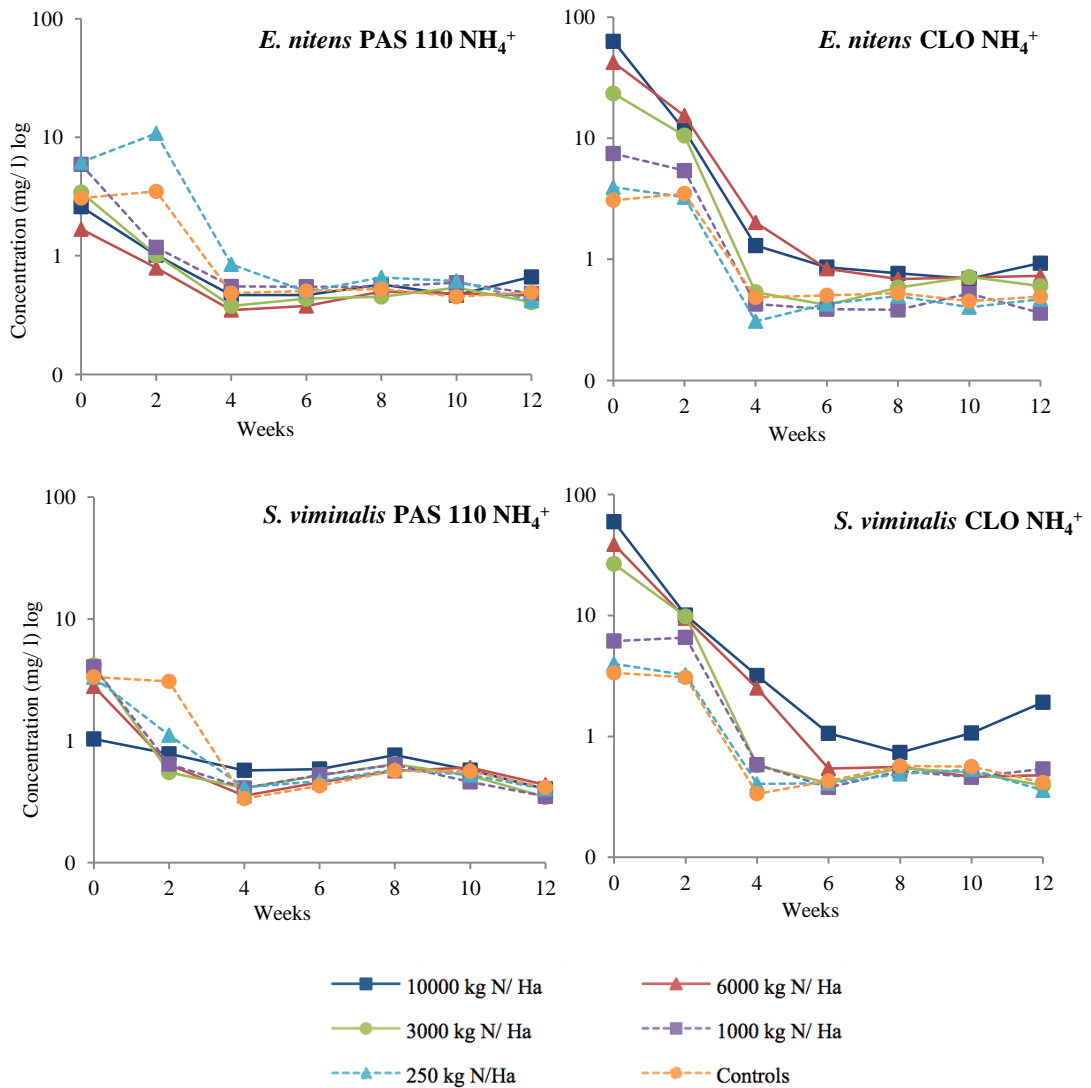 E. nitens PAS 110 NH₄⁺
Concentration (mg/ l) log
100
10
1
0
0 2 4 6 8 10 12
Weeks
E. nitens CLO NH₄⁺
100
10
1
0
0 2 4 6 8 10 12
Weeks
S. viminalis PAS 110 NH₄⁺
Concentration (mg/ l) log
100
10
1
0
0 2 4 6 8 10 12
Weeks
S. viminalis CLO NH₄⁺
100
10
1
0
0 2 4 6 8 10 12
Weeks
10000 kg N/ Ha
6000 kg N/ Ha
3000 kg N/ Ha
1000 kg N/ Ha
250 kg N/Ha
Controls